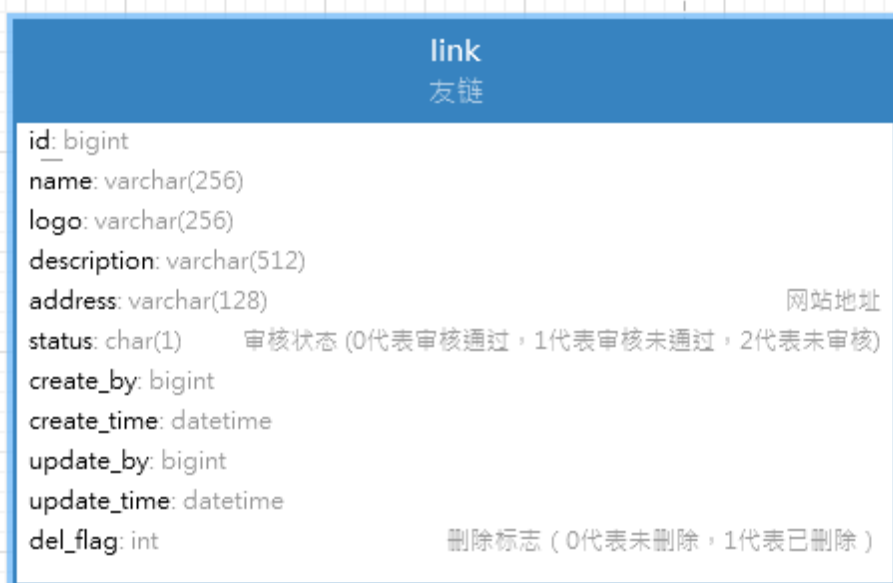 link
友链
id: bigint
name: varchar(256)
logo: varchar(256)
description: varchar(512)
address: varchar(128) 网站地址
status: char(1) 审核状态 (0代表审核通过，1代表审核未通过，2代表未审核)
create_by: bigint
create_time: datetime
update_by: bigint
update_time: datetime
del_flag: int 删除标志（0代表未删除，1代表已删除）